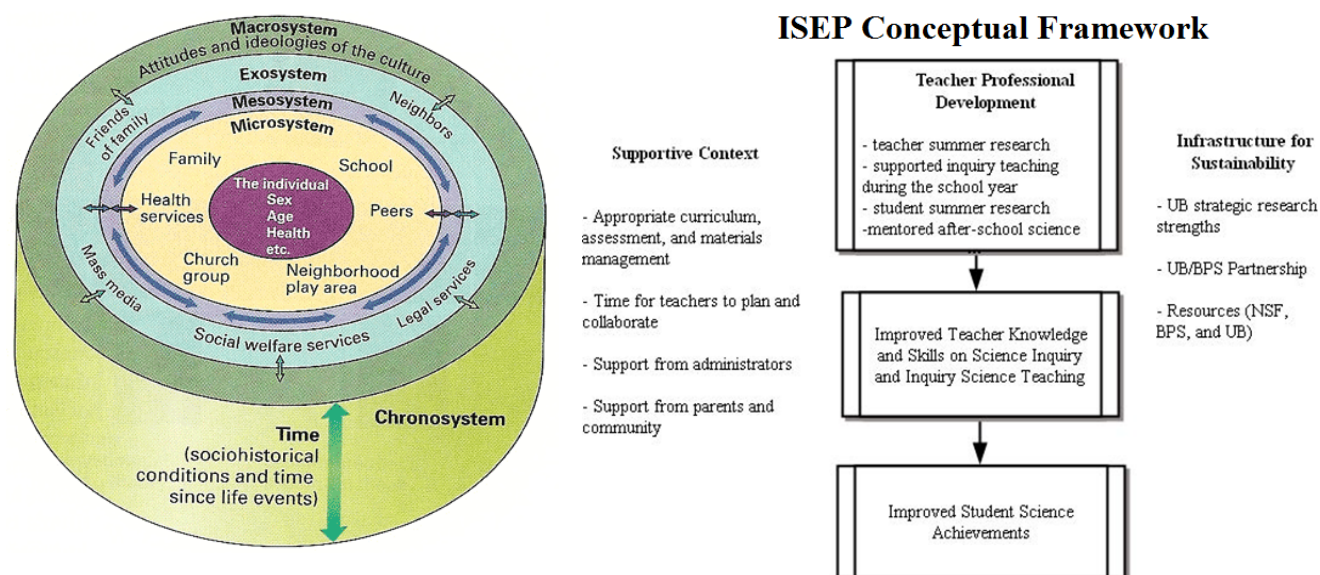 Macrosystem
Attitudes and ideologies of the culture
Exosystem
Mesosystem
Microsystem
Friends
of family
Neighbors
Family
School
The individual
Sex
Age
Health
etc.
Health
services
Peers
Church
group
Neighborhood
play area
Mass media
Legal services
Social welfare services
Chronosystem
Time
(sociohistorical
conditions and time
since life events)
ISEP Conceptual Framework
Supportive Context
- Appropriate curriculum,
assessment, and materials
management
- Time for teachers to plan and
collaborate
- Support from administrators
- Support from parents and
community
Teacher Professional
Development
- teacher summer research
- supported inquiry teaching
during the school year
- student summer research
-mentored after-school science
Improved Teacher Knowledge
and Skills on Science Inquiry
and Inquiry Science Teaching
Improved Student Science
Achievements
Infrastructure for
Sustainability
- UB strategic research
strengths
- UB/BPS Partnership
- Resources (NSF,
BPS, and UB)